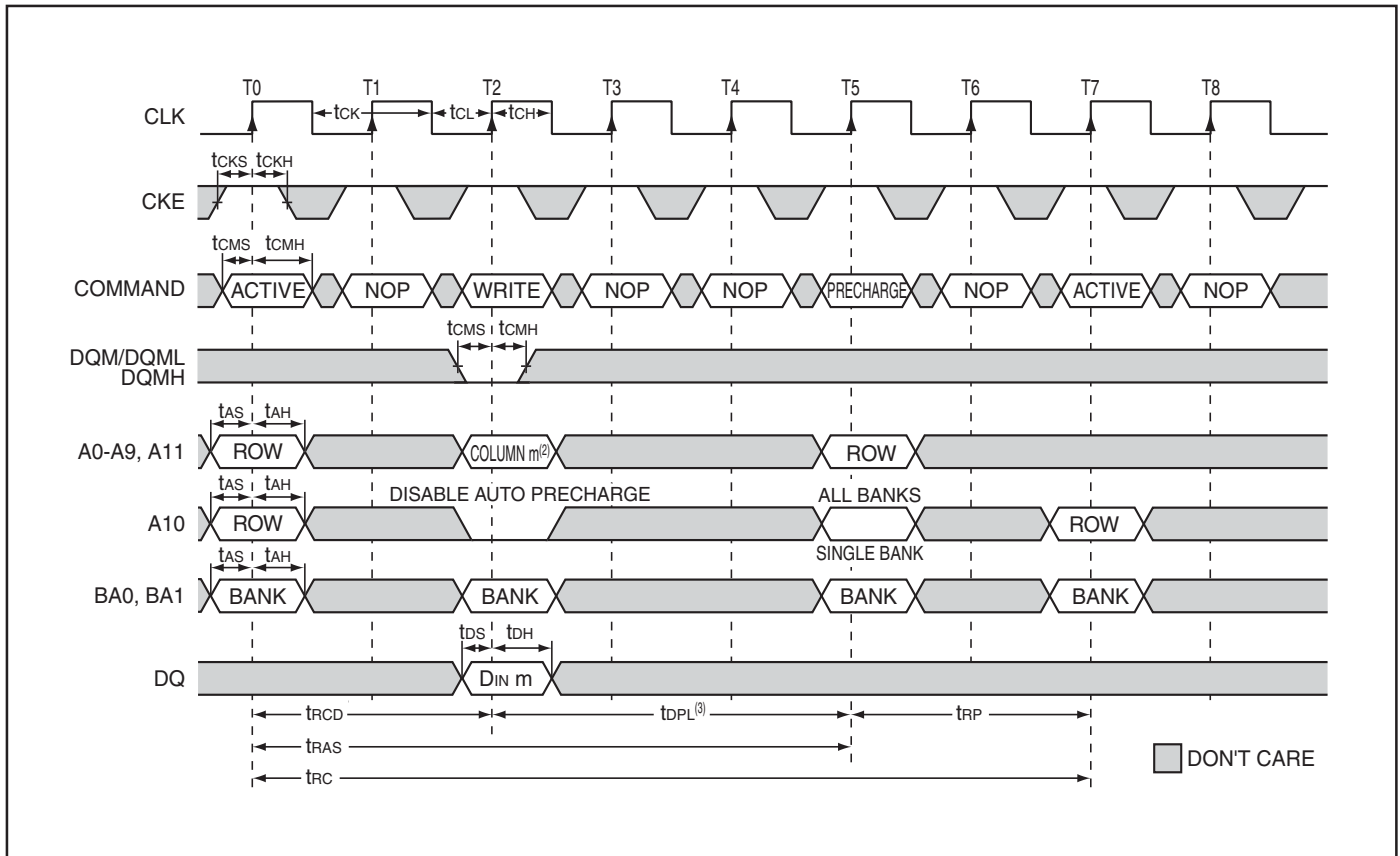 T0 T1 T2 T3 T4 T5 T6 T7 T8
CLK tCK tCL tCH
tCKS tCKH
CKE
tCMS tCMH
COMMAND ACTIVE NOP WRITE NOP NOP PRECHARGE NOP ACTIVE NOP
tCMS tCMH
DQM/DQML
DQMH
tAS tAH
A0-A9, A11 ROW COLUMN m(2) ROW
tAS tAH DISABLE AUTO PRECHARGE ALL BANKS
A10 ROW ROW
tAS tAH SINGLE BANK
BA0, BA1 BANK BANK BANK BANK
tDS tDH
DQ DIN m
tRCD tDPL(3) tRP
tRAS
tRC
DON'T CARE